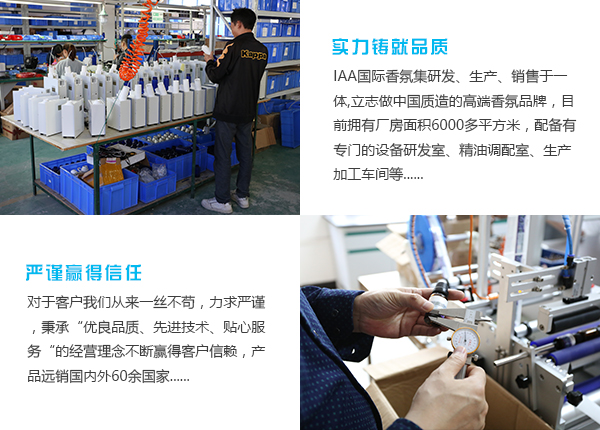 Kappa
实力铸就品质
IAA国际香氛集研发、生产、销售于一
体,立志做中国质造的高端香氛品牌，目
前拥有厂房面积6000多平方米，配备有
专门的设备研发室、精油调配室、生产
加工车间等......
严谨赢得信任
对于客户我们从来一丝不苟，力求严谨
，秉承“优良品质、先进技术、贴心服
务“的经营理念不断赢得客户信赖，产
品远销国内外60余国家......